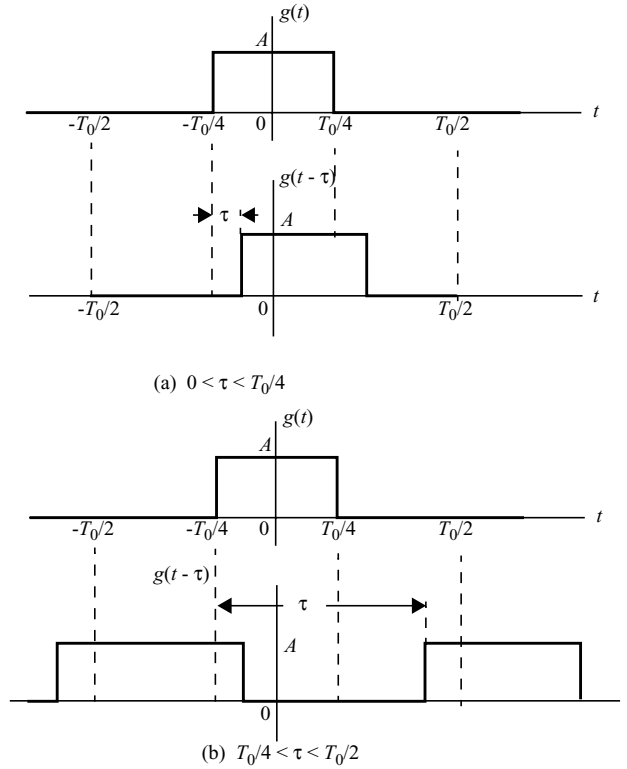 g(t)
A
-T0/2 -T0/4 0 T0/4 T0/2 t
g(t - τ)
τ
A
-T0/2 0 T0/2 t
(a) 0 < τ < T0/4
g(t)
A
-T0/2 -T0/4 0 T0/4 T0/2 t
g(t - τ)
τ
A
0
(b) T0/4 < τ < T0/2